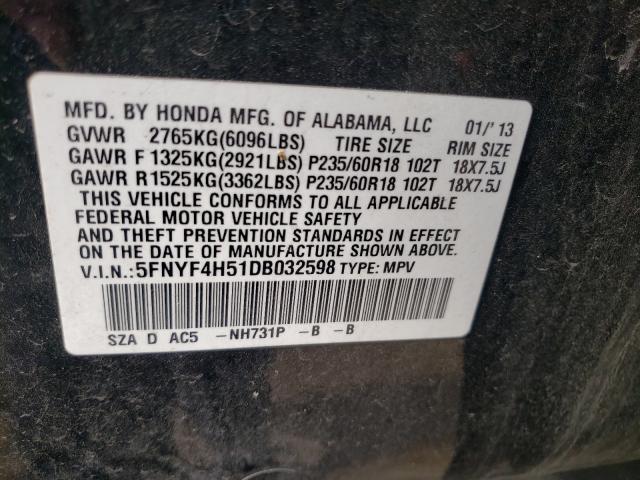 MFD. BY HONDA MFG. OF ALABAMA, LLC 01/'13
GVWR 2765KG(6096LBS) TIRE SIZE RIM SIZE
GAWR F 1325KG(2921LBS) P235/60R18 102T 18X7.5J
GAWR R1525KG(3362LBS) P235/60R18 102T 18X7.5J
THIS VEHICLE CONFORMS TO ALL APPLICABLE
FEDERAL MOTOR VEHICLE SAFETY
AND THEFT PREVENTION STANDARDS IN EFFECT
ON THE DATE OF MANUFACTURE SHOWN ABOVE.
V.I.N.:5FNYF4H51DB032598 TYPE: MPV
SZA D AC5 -NH731P -B -B